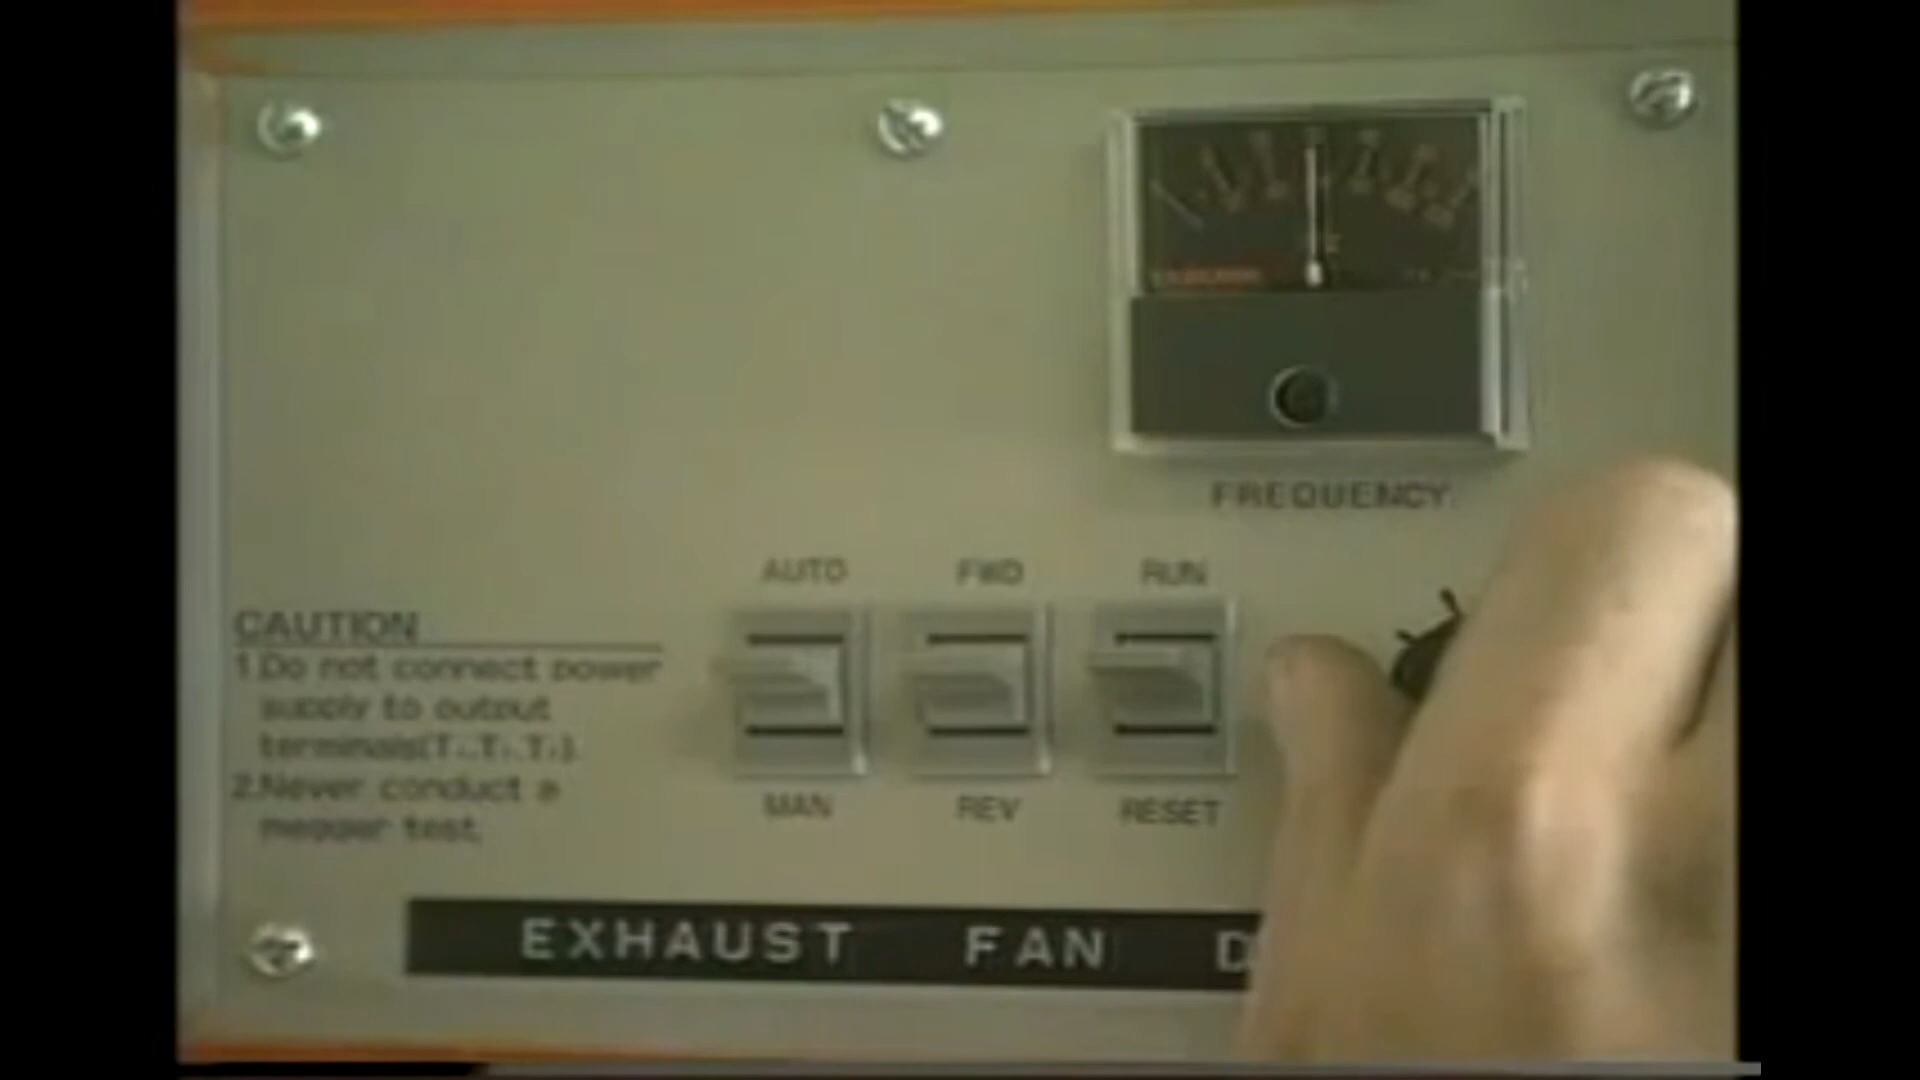 FREQUENCY
AUTO
FWD
RUN
CAUTION
1.Do not connect power
supply to output
terminals(T₁.T₂.T₃).
2.Never conduct a
megger test.
MAN
REV
RESET
EXHAUST FAN D